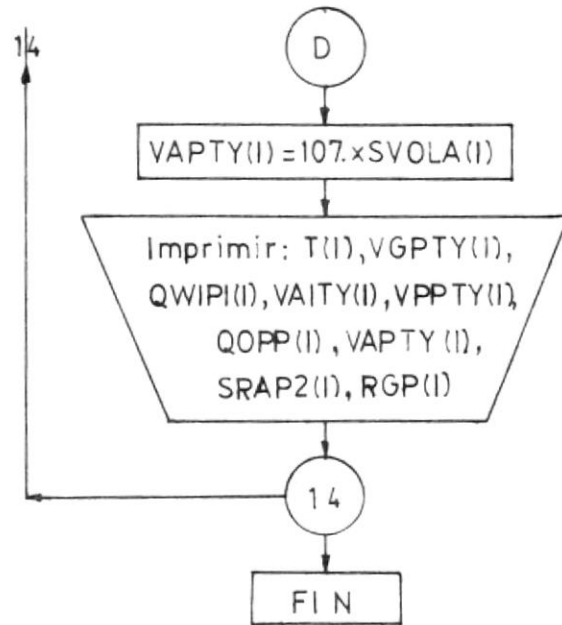 14
D
VAPTY(I)=107.xSVOLA(I)
Imprimir: T(I),VGPTY(I),
QWIPI(I),VAITY(I),VPPTY(I),
QOPP(I),VAPTY(I),
SRAP2(I),RGP(I)
14
FIN